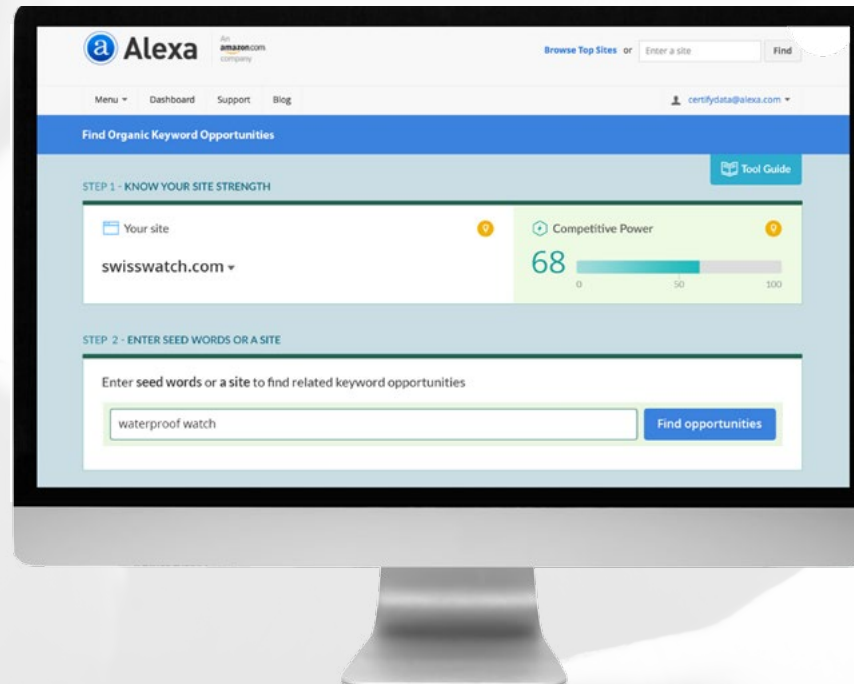 a Alexa
An
amazon.com
company
Browse Top Sites or Enter a site Find
Menu Dashboard Support Blog certifydata@alexa.com
Find Organic Keyword Opportunities
Tool Guide
STEP 1 - KNOW YOUR SITE STRENGTH
Your site Competitive Power
swisswatch.com 68
0 50 100
STEP 2 - ENTER SEED WORDS OR A SITE
Enter seed words or a site to find related keyword opportunities
waterproof watch Find opportunities